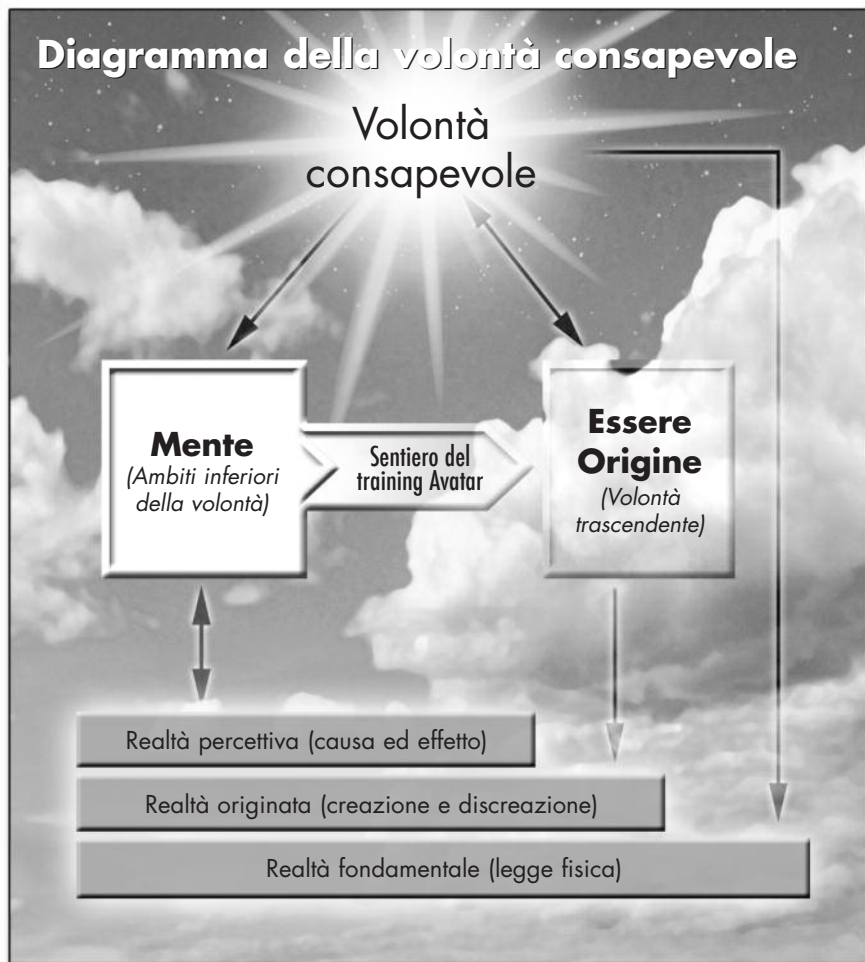 Diagramma della volontà consapevole
Volontà
consapevole
Mente
(Ambiti inferiori
della volontà)
Sentiero del
training Avatar
Essere
Origine
(Volontà
trascendente)
Realtà percettiva (causa ed effetto)
Realtà originata (creazione e discreazione)
Realtà fondamentale (legge fisica)